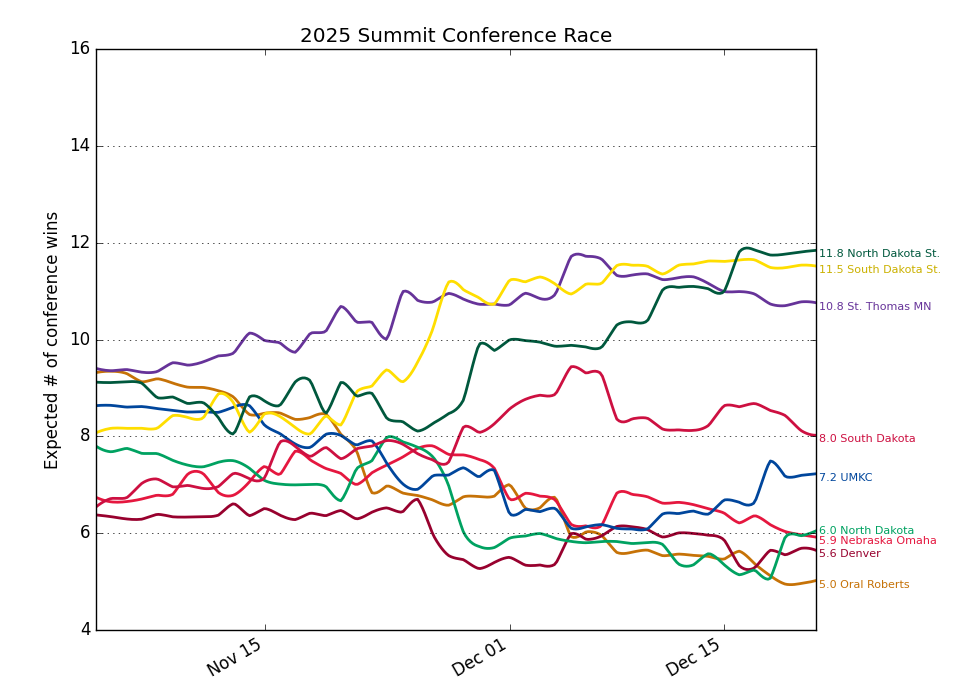 2025 Summit Conference Race
Expected # of conference wins
16
14
12
10
8
6
4
Nov 15
Dec 01
Dec 15
11.8 North Dakota St.
11.5 South Dakota St.
10.8 St. Thomas MN
8.0 South Dakota
7.2 UMKC
6.0 North Dakota
5.9 Nebraska Omaha
5.6 Denver
5.0 Oral Roberts